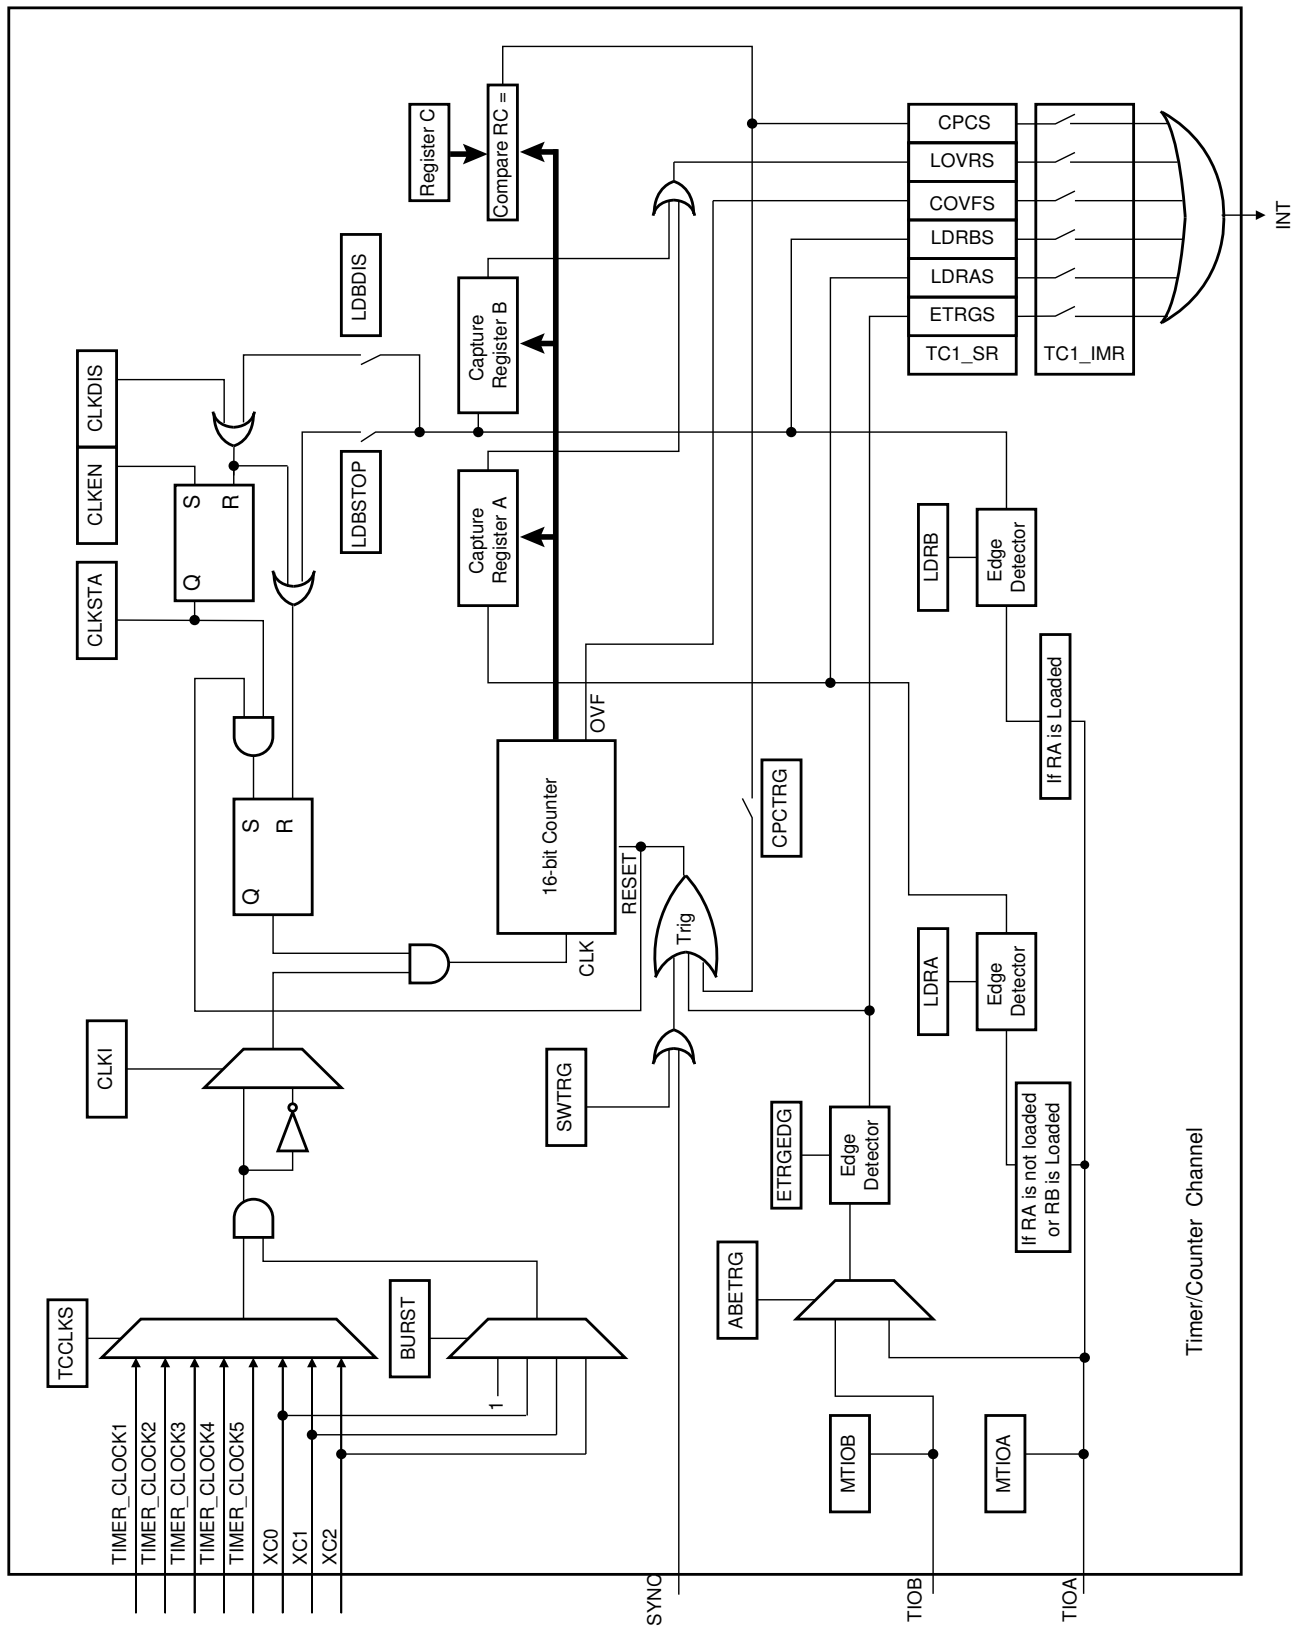 TCCLKS
TIMER_CLOCK1
TIMER_CLOCK2
TIMER_CLOCK3
TIMER_CLOCK4
TIMER_CLOCK5
XC0
XC1
XC2
CLKI
BURST
1
CLKSTA
CLKEN
CLKDIS
Q
S
R
Q
S
R
LDBSTOP
LDBDIS
Register C
Capture
Register A
Capture
Register B
Compare RC =
16-bit Counter
CLK
OVF
RESET
SWTRG
SYNC
Trig
CPCTRG
ABETRG
ETRGEDG
Edge
Detector
MTIOB
TIOB
MTIOA
TIOA
LDRA
Edge
Detector
If RA is not loaded
or RB is Loaded
LDRB
Edge
Detector
If RA is Loaded
CPCS
LOVRS
COVFS
LDRBS
LDRAS
ETRGS
TC1_SR
TC1_IMR
INT
Timer/Counter Channel